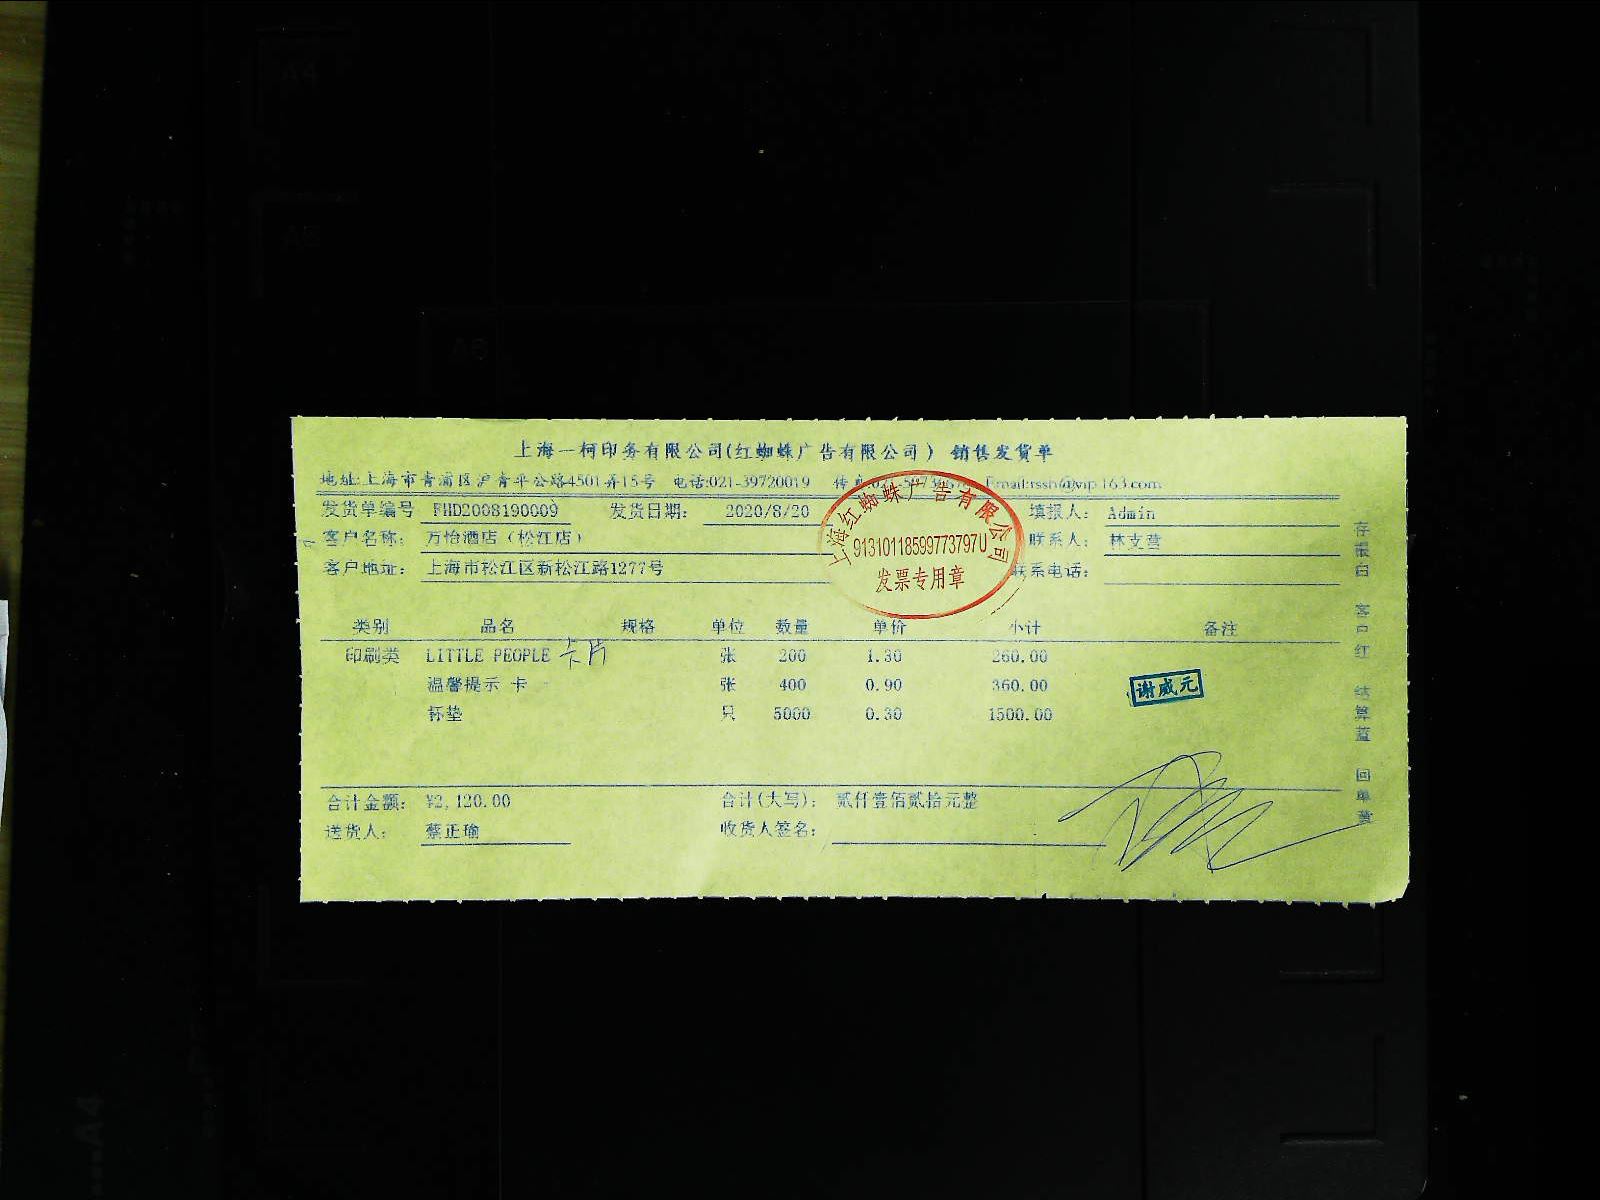 上海一柯印务有限公司(红蜘蛛广告有限公司) 销售发货单
地址:上海市青浦区沪青平公路4501弄15号 电话:021-39720019 传真:021- Email:rssh@vip.163.com
发货单编号 FHD2008190009 发货日期: 2020/8/20 填报人: Admin
客户名称: 万怡酒店(松江店) 联系人: 林支营
客户地址: 上海市松江区新松江路1277号 联系电话:
上海红蜘蛛广告有限公司
91310118599773797U
发票专用章
类别 品名 规格 单位 数量 单价 小计 备注
印刷类 LITTLE PEOPLE 卡片 张 200 1.30 260.00
温馨提示 卡 张 400 0.90 360.00
谢威元
杯垫 只 5000 0.30 1500.00
合计金额: ¥2,120.00 合计(大写): 贰仟壹佰贰拾元整
送货人: 蔡正瑜 收货人签名:
存根白 客户红 结算蓝 回单黄
A4
A5
A6
A4